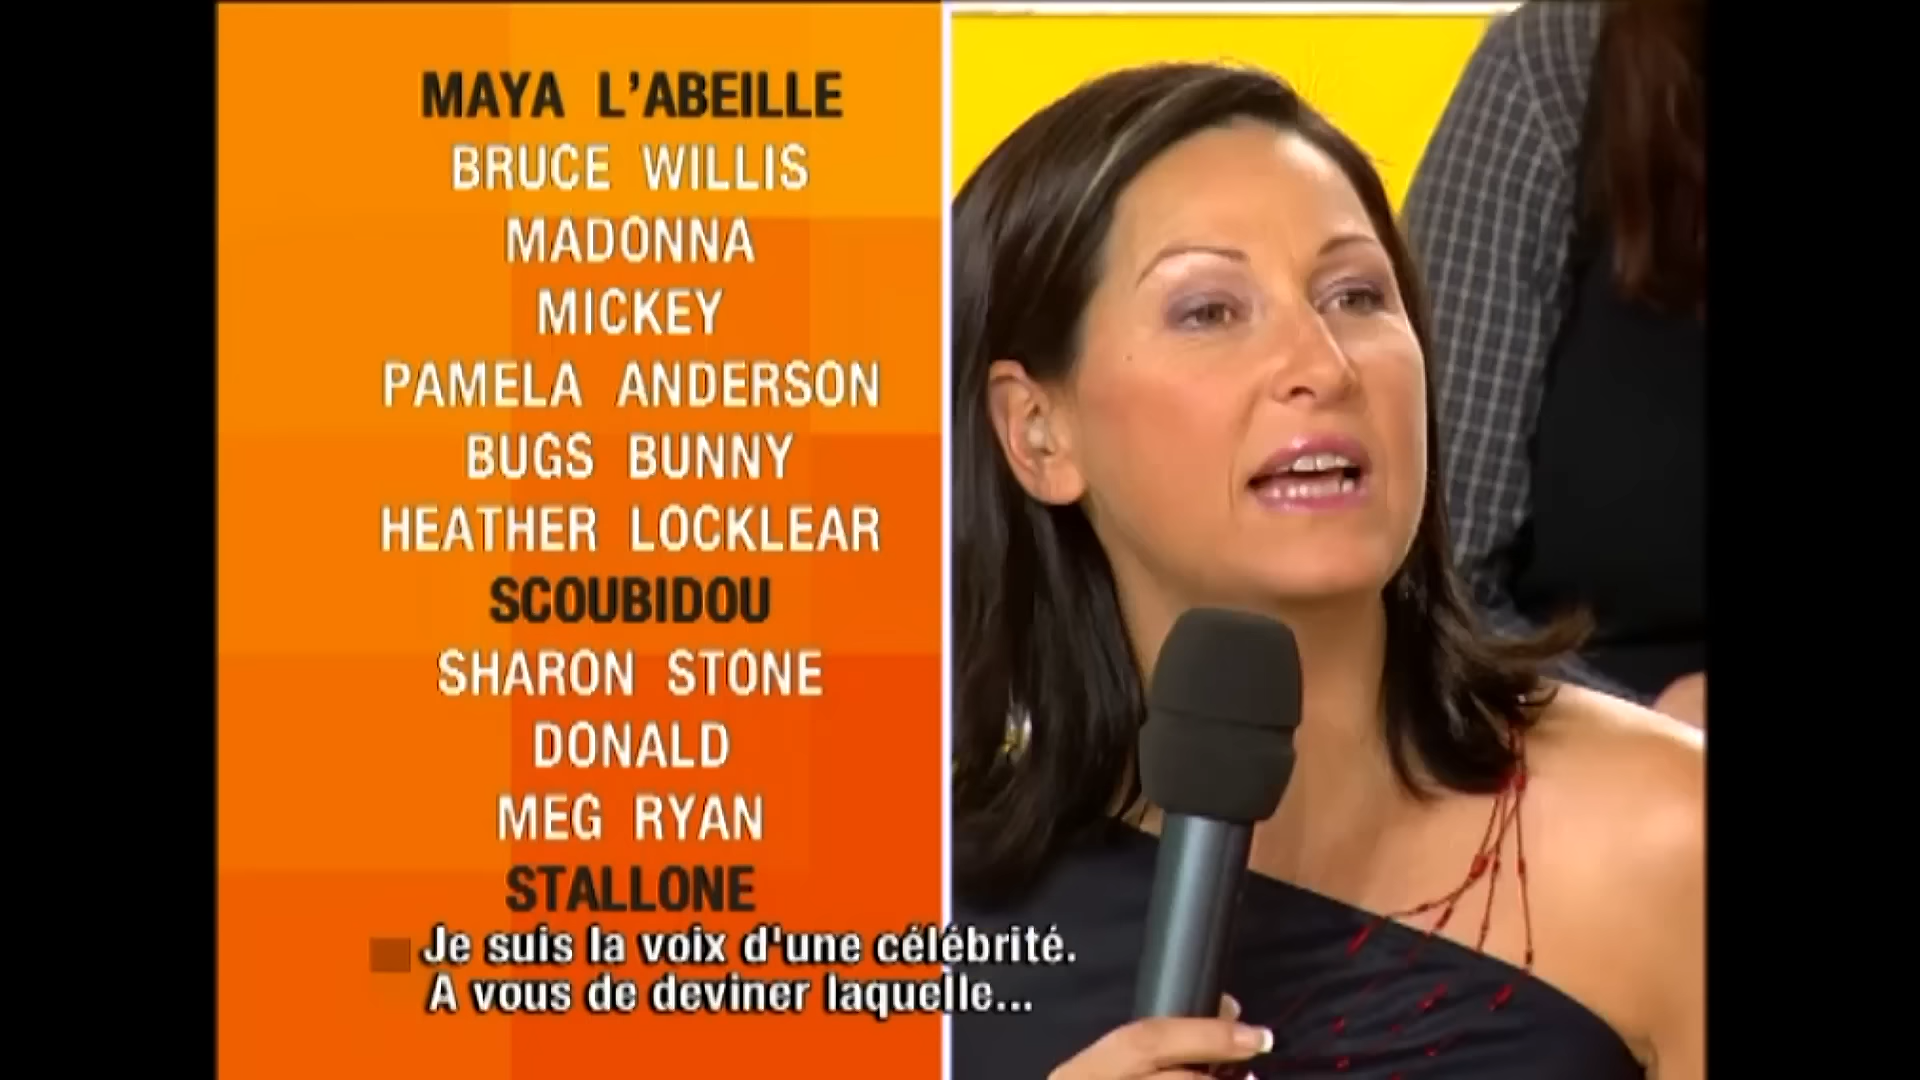 MAYA L'ABEILLE
BRUCE WILLIS
MADONNA
MICKEY
PAMELA ANDERSON
BUGS BUNNY
HEATHER LOCKLEAR
SCOUBIDOU
SHARON STONE
DONALD
MEG RYAN
STALLONE
Je suis la voix d'une célébrité.
A vous de deviner laquelle...